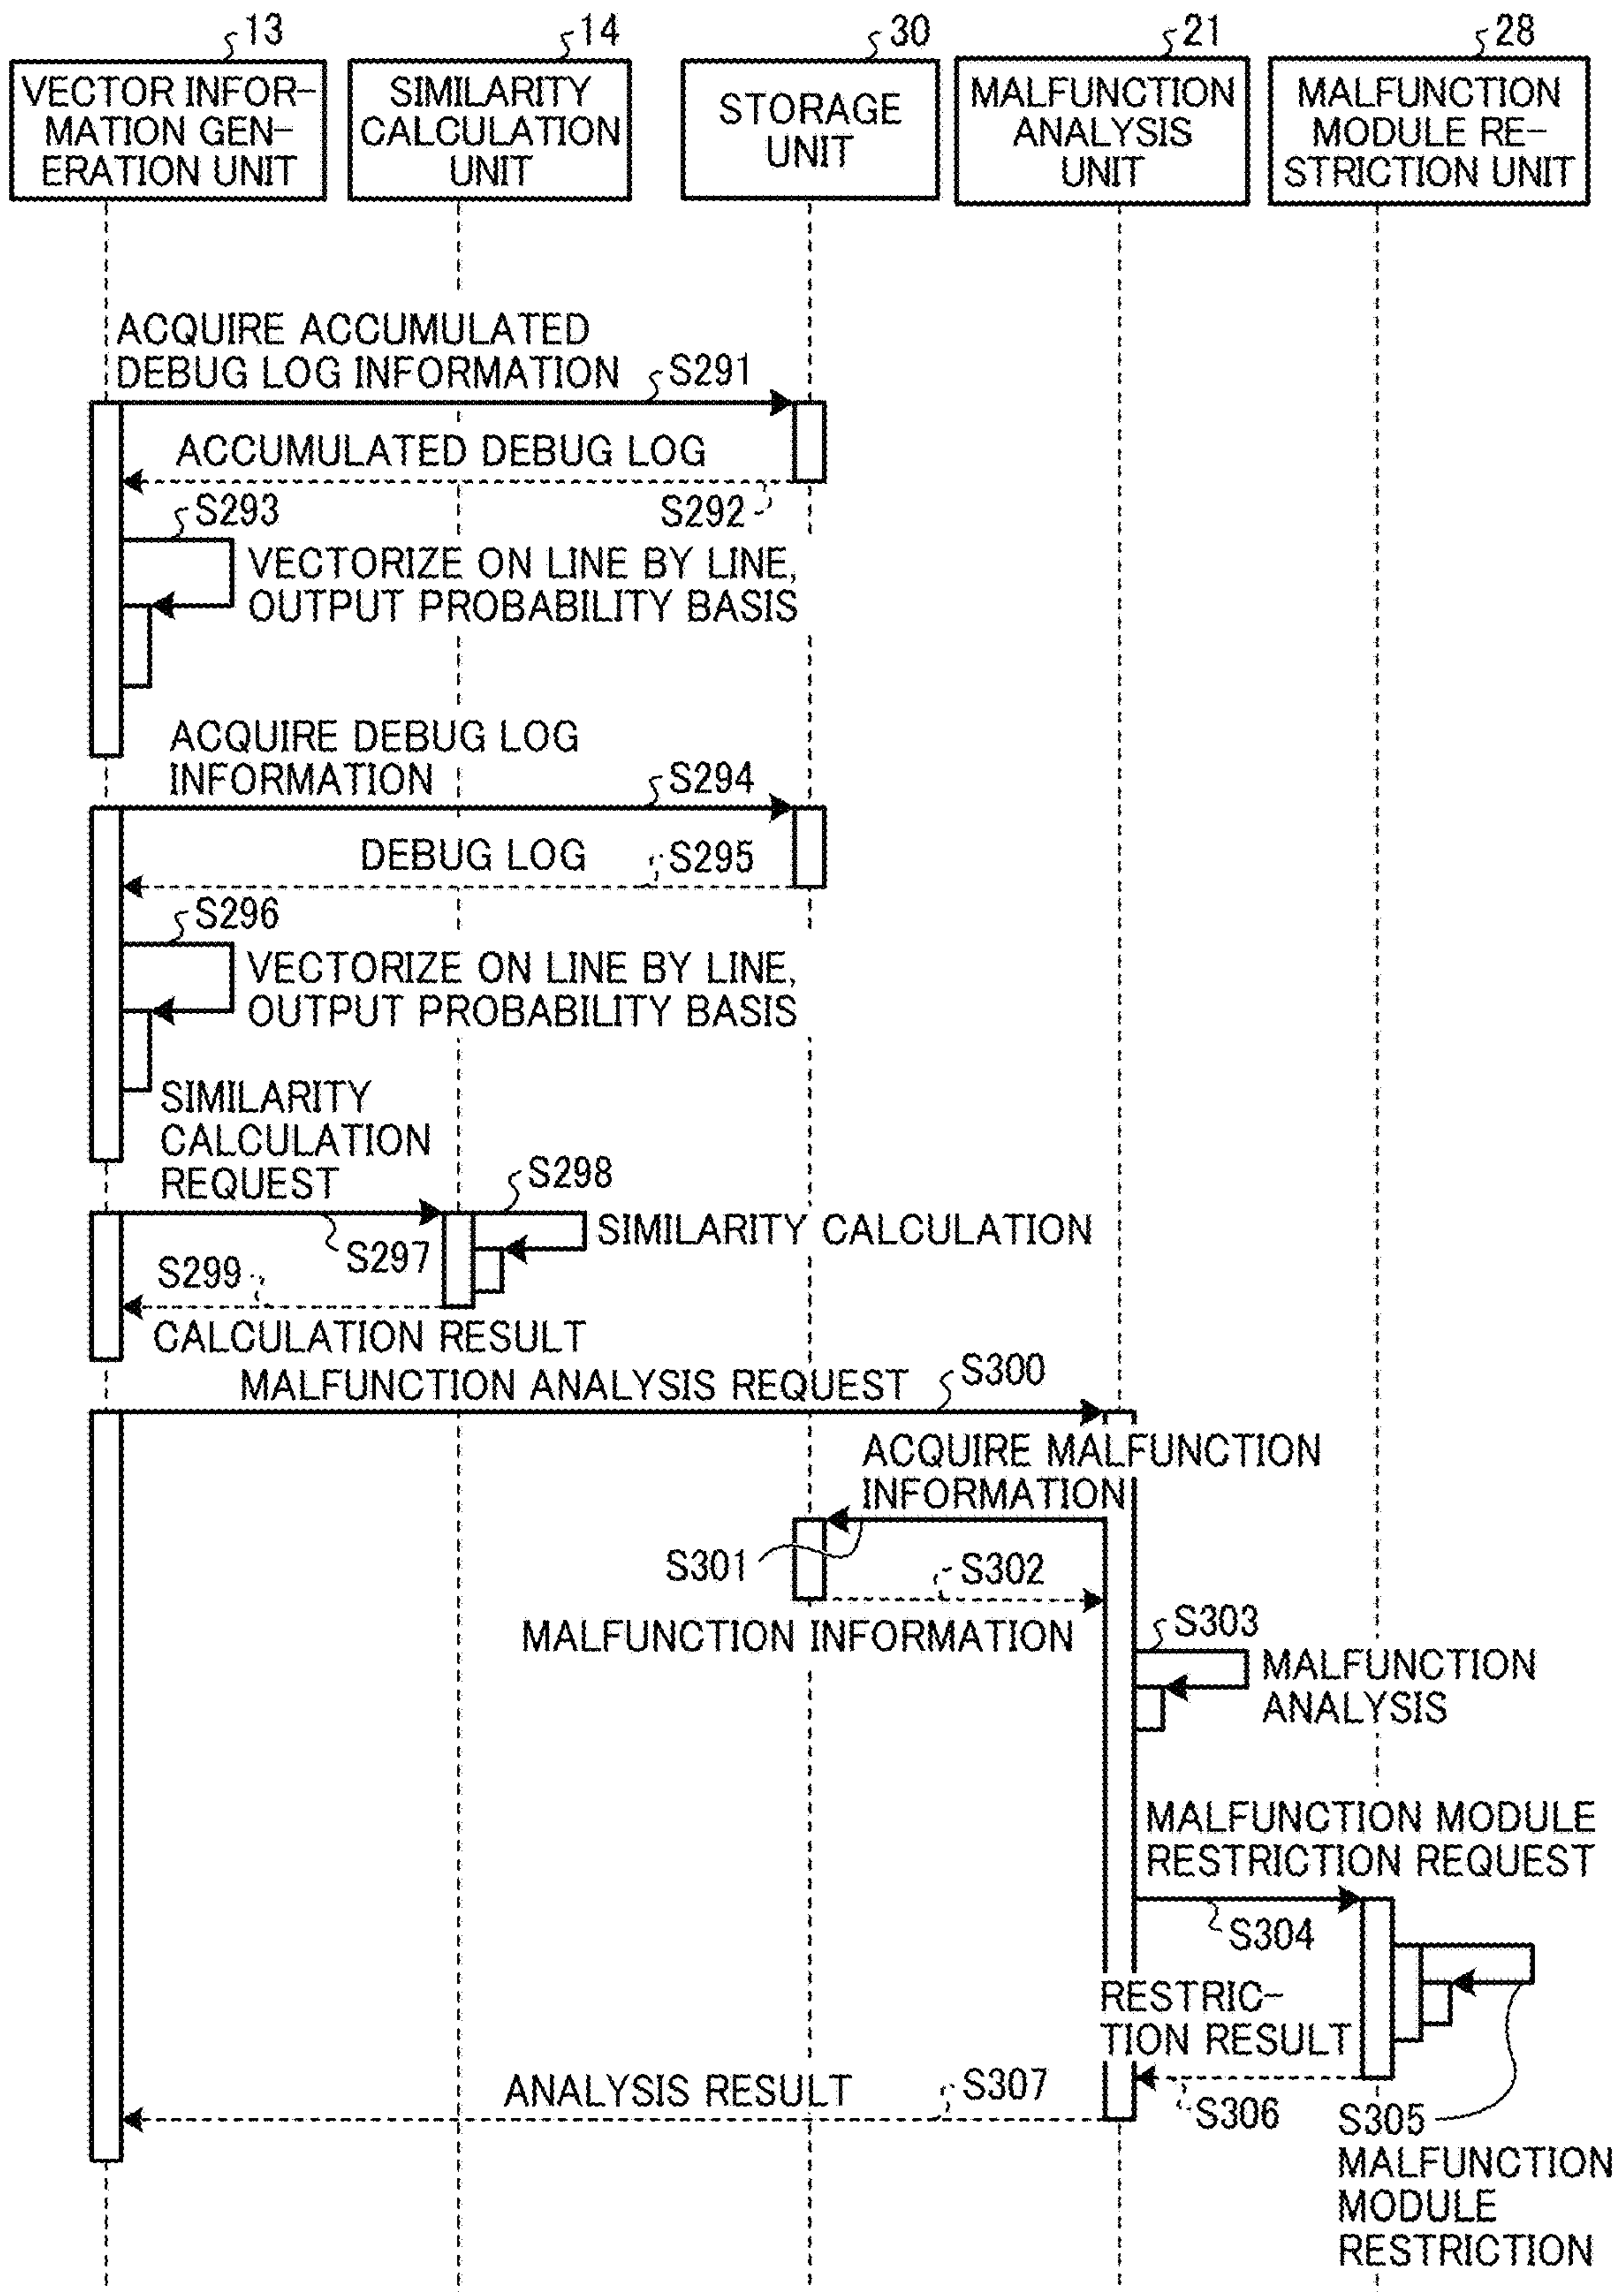 13
14
30
21
28
VECTOR INFOR-
MATION GEN-
ERATION UNIT
SIMILARITY
CALCULATION
UNIT
STORAGE
UNIT
MALFUNCTION
ANALYSIS
UNIT
MALFUNCTION
MODULE RE-
STRICTION UNIT
ACQUIRE ACCUMULATED
DEBUG LOG INFORMATION
S291
ACCUMULATED DEBUG LOG
S292
S293
VECTORIZE ON LINE BY LINE,
OUTPUT PROBABILITY BASIS
ACQUIRE DEBUG LOG
INFORMATION
S294
DEBUG LOG
S295
S296
VECTORIZE ON LINE BY LINE,
OUTPUT PROBABILITY BASIS
SIMILARITY
CALCULATION
REQUEST
S298
SIMILARITY CALCULATION
S297
S299
CALCULATION RESULT
MALFUNCTION ANALYSIS REQUEST
S300
ACQUIRE MALFUNCTION
INFORMATION
S301
S302
MALFUNCTION INFORMATION
S303
MALFUNCTION
ANALYSIS
MALFUNCTION MODULE
RESTRICTION REQUEST
S304
RESTRIC-
TION RESULT
ANALYSIS RESULT
S307
S306
S305
MALFUNCTION
MODULE
RESTRICTION